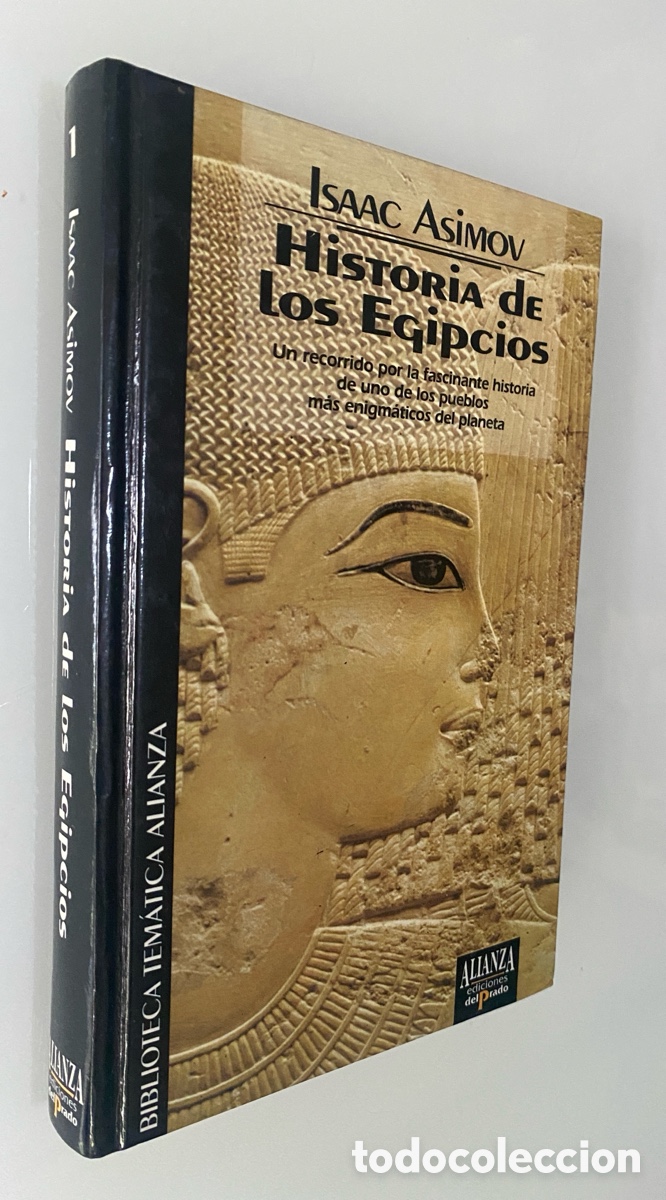 1 Isaac Asimov Historia de los Egipcios
ALIANZA
ediciones
del Prado
BIBLIOTECA TEMÁTICA ALIANZA
Isaac Asimov
Historia de
los Egipcios
Un recorrido por la fascinante historia
de uno de los pueblos
más enigmáticos del planeta
ALIANZA
ediciones
del Prado
todocoleccion